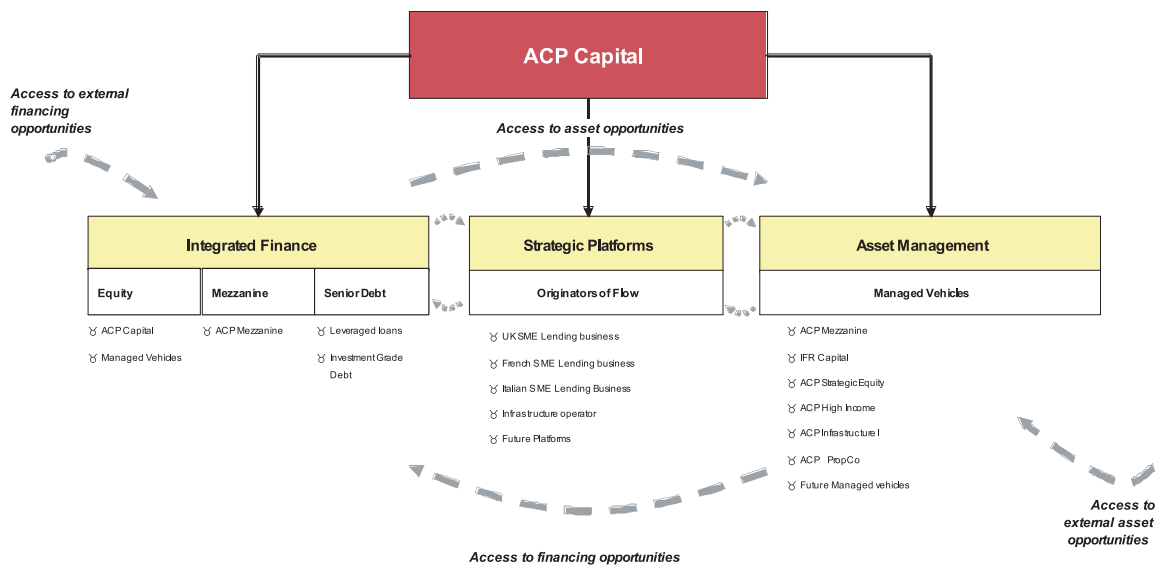 ACP Capital
Access to external
financing
opportunities
Access to asset opportunities
Integrated Finance
Equity
Mezzanine
Senior Debt
ACP Capital
Managed Vehicles
ACP Mezzanine
Leveraged loans
Investment Grade
Debt
Strategic Platforms
Originators of Flow
UK SME Lending business
French SME Lending business
Italian SME Lending Business
Infrastructure operator
Future Platforms
Asset Management
Managed Vehicles
ACP Mezzanine
IFR Capital
ACP Strategic Equity
ACP High Income
ACP Infrastructure I
ACP PropCo
Future Managed vehicles
Access to
external asset
opportunities
Access to financing opportunities